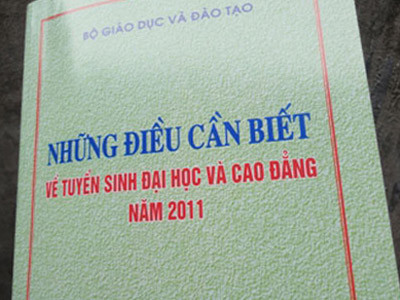 BỘ GIÁO DỤC VÀ ĐÀO TẠO
NHỮNG ĐIỀU CẦN BIẾT
VỀ TUYỂN SINH ĐẠI HỌC VÀ CAO ĐẲNG
NĂM 2011